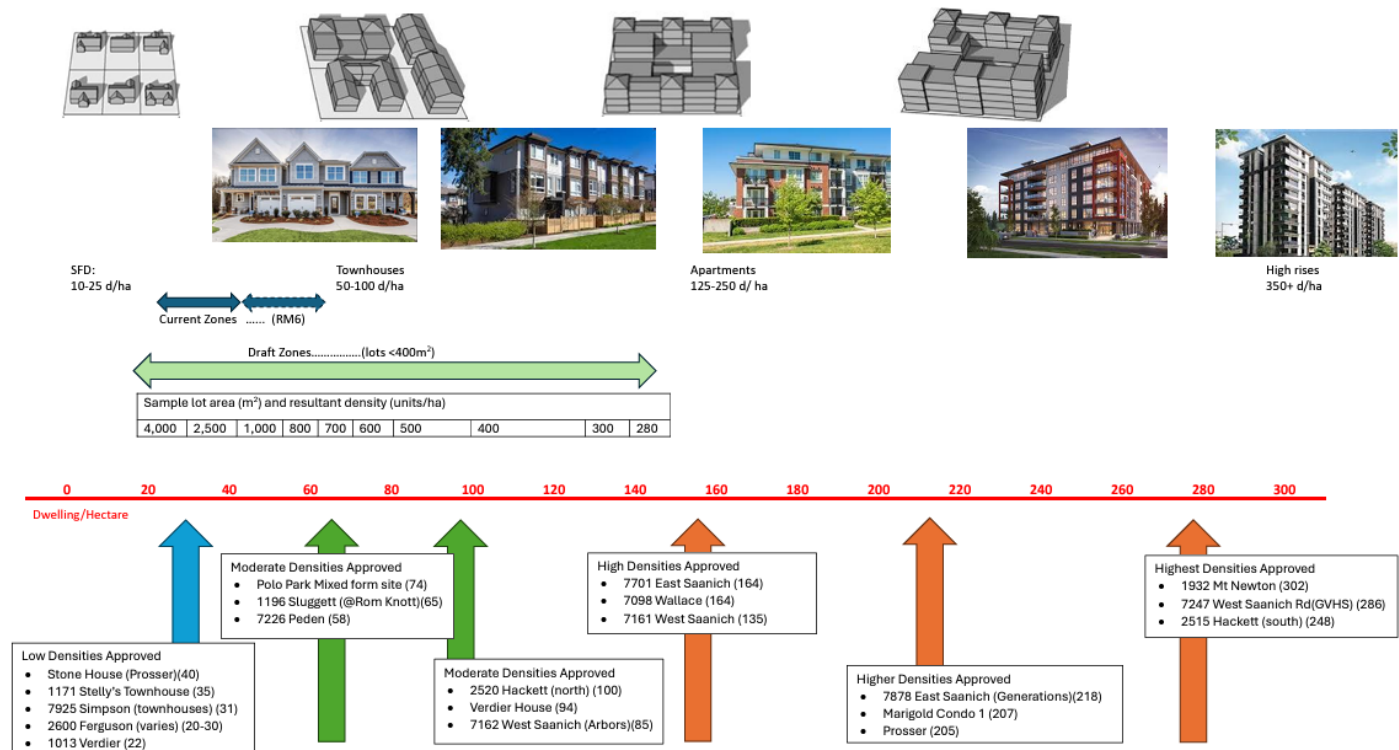 SFD:
10-25 d/ha
Townhouses
50-100 d/ha
Apartments
125-250 d/ ha
High rises
350+ d/ha
Current Zones ...... (RM6)
Draft Zones................(lots <400m²)
Sample lot area (m²) and resultant density (units/ha)
4,000 2,500 1,000 800 700 600 500 400 300 280
0 20 40 60 80 100 120 140 160 180 200 220 240 260 280 300
Dwelling/Hectare
Low Densities Approved
• Stone House (Prosser)(40)
• 1171 Stelly's Townhouse (35)
• 7925 Simpson (townhouses) (31)
• 2600 Ferguson (varies) (20-30)
• 1013 Verdier (22)
Moderate Densities Approved
• Polo Park Mixed form site (74)
• 1196 Sluggett (@Rom Knott)(65)
• 7226 Peden (58)
Moderate Densities Approved
• 2520 Hackett (north) (100)
• Verdier House (94)
• 7162 West Saanich (Arbors)(85)
High Densities Approved
• 7701 East Saanich (164)
• 7098 Wallace (164)
• 7161 West Saanich (135)
Higher Densities Approved
• 7878 East Saanich (Generations)(218)
• Marigold Condo 1 (207)
• Prosser (205)
Highest Densities Approved
• 1932 Mt Newton (302)
• 7247 West Saanich Rd(GVHS) (286)
• 2515 Hackett (south) (248)